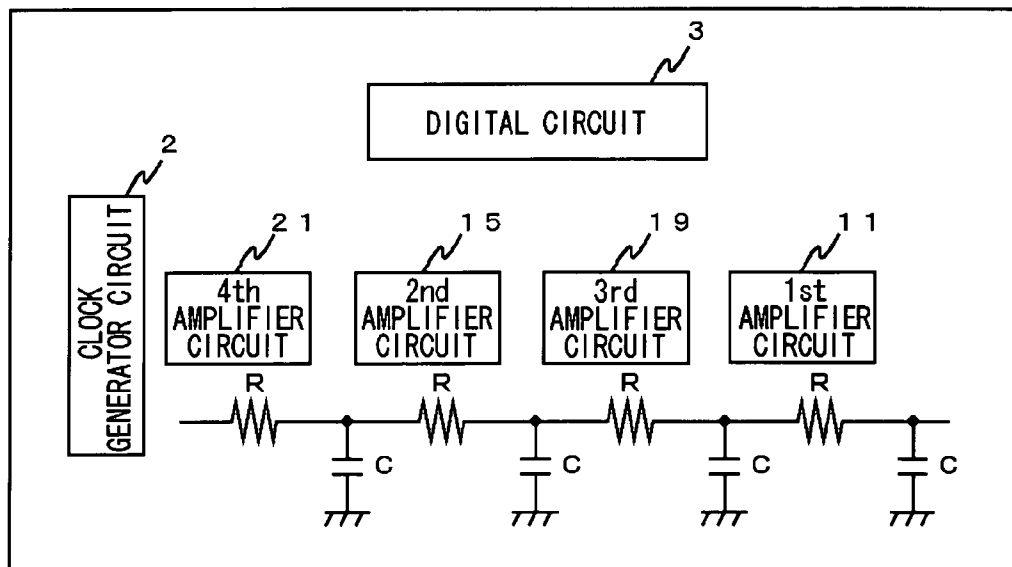 3
DIGITAL CIRCUIT
2
CLOCK
GENERATOR CIRCUIT
21
4th
AMPLIFIER
CIRCUIT
15
2nd
AMPLIFIER
CIRCUIT
19
3rd
AMPLIFIER
CIRCUIT
11
1st
AMPLIFIER
CIRCUIT
R
R
R
R
C
C
C
C